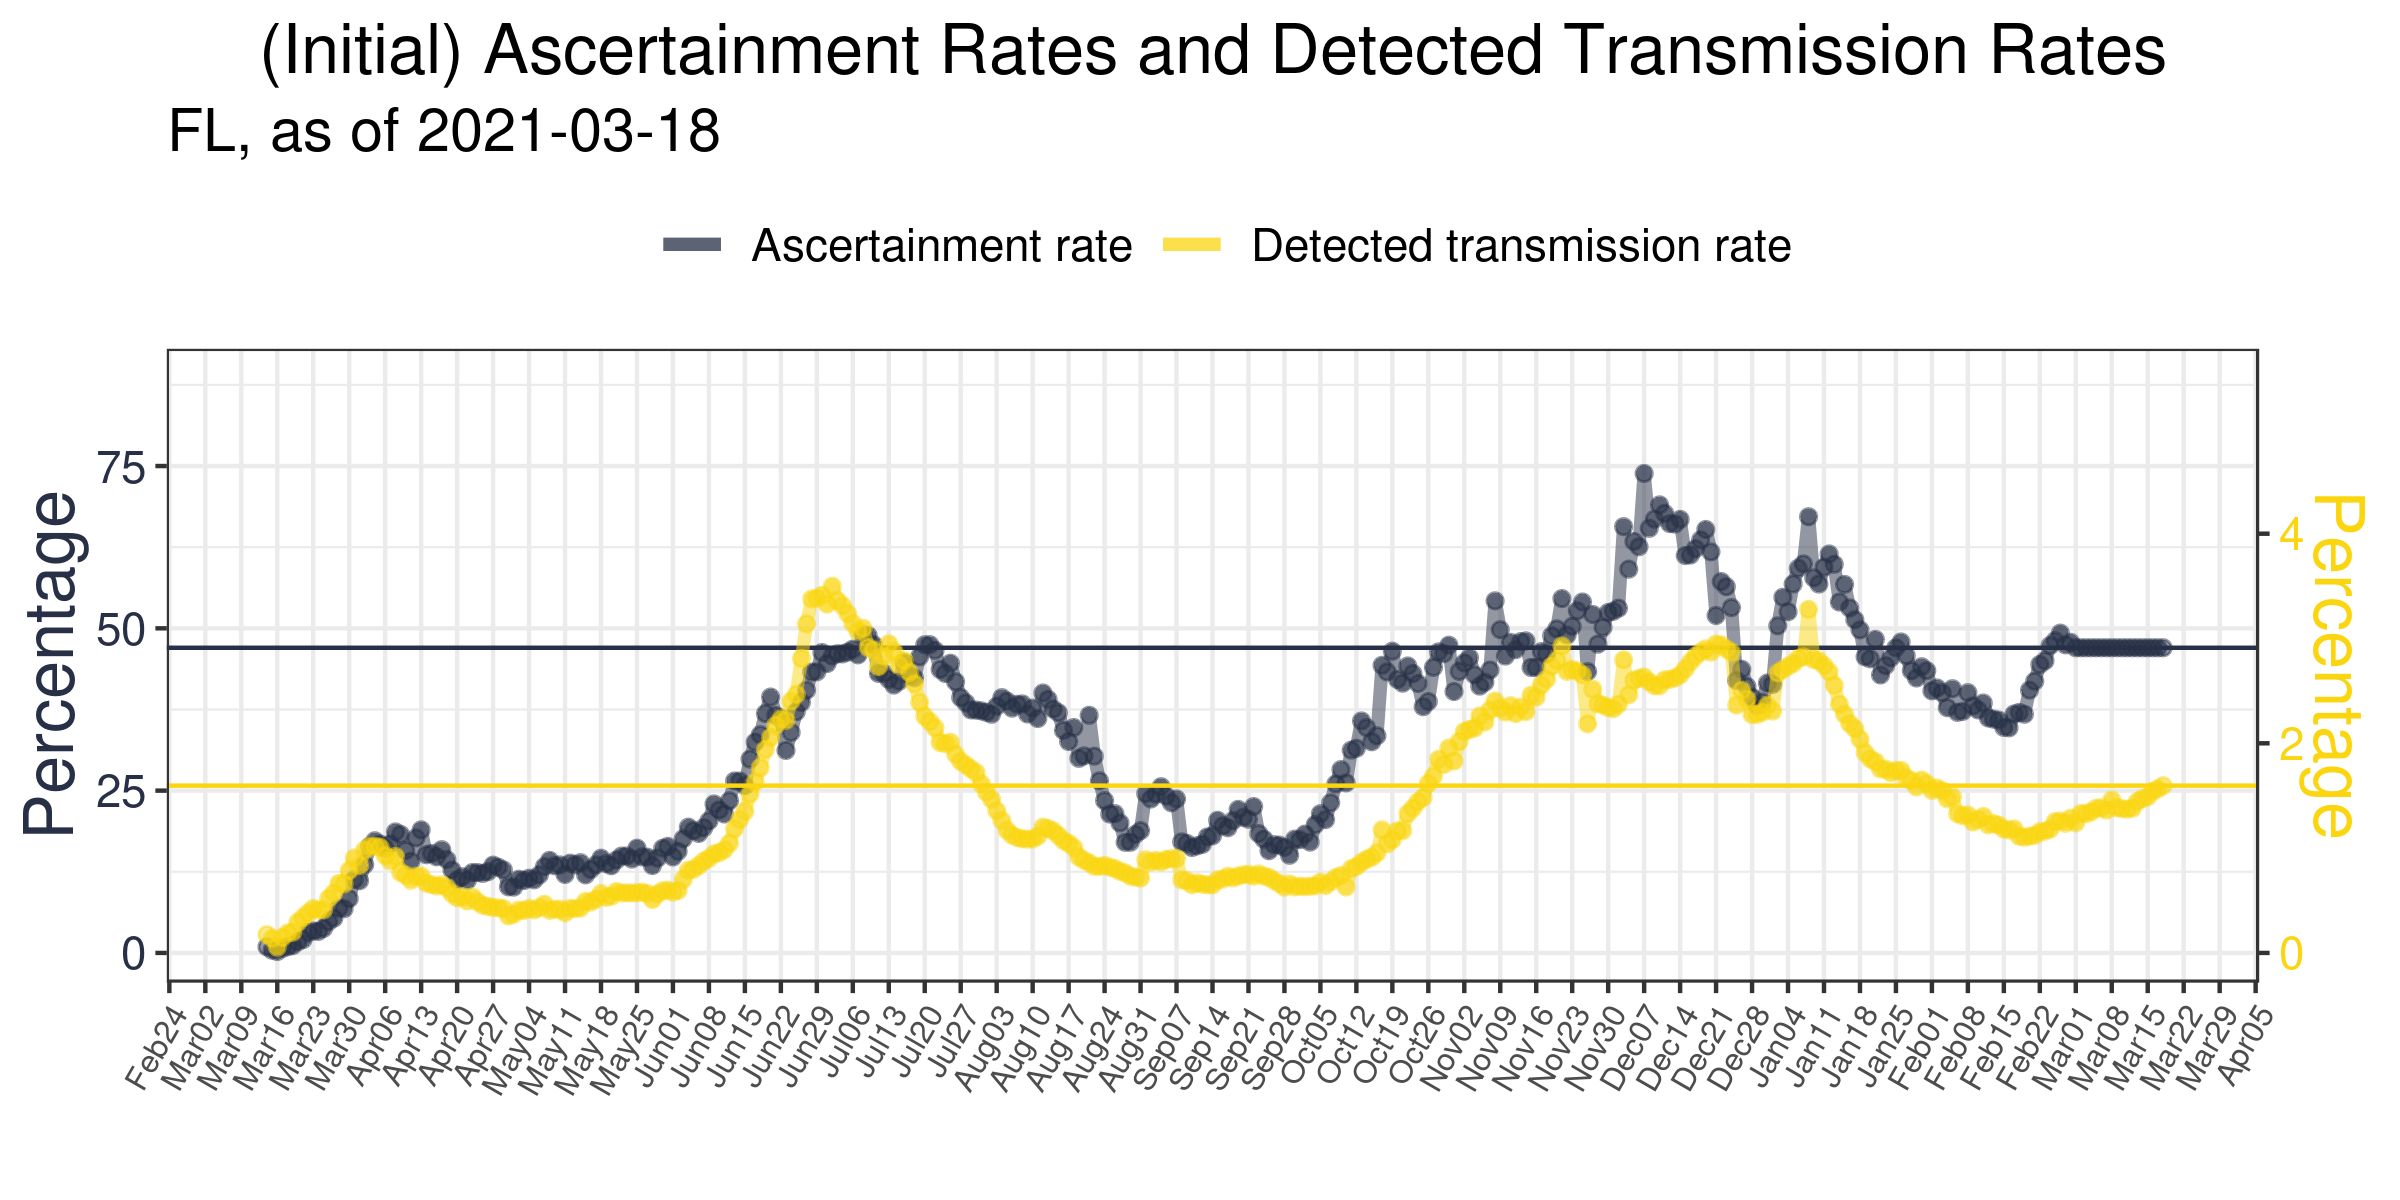 (Initial) Ascertainment Rates and Detected Transmission Rates
FL, as of 2021-03-18
Ascertainment rate
Detected transmission rate
Percentage
75
50
25
0
4
2
0
Percentage
Feb24
Mar02
Mar09
Mar16
Mar23
Mar30
Apr06
Apr13
Apr20
Apr27
May04
May11
May18
May25
Jun01
Jun08
Jun15
Jun22
Jun29
Jul06
Jul13
Jul20
Jul27
Aug03
Aug10
Aug17
Aug24
Aug31
Sep07
Sep14
Sep21
Sep28
Oct05
Oct12
Oct19
Oct26
Nov02
Nov09
Nov16
Nov23
Nov30
Dec07
Dec14
Dec21
Dec28
Jan04
Jan11
Jan18
Jan25
Feb01
Feb08
Feb15
Feb22
Mar01
Mar08
Mar15
Mar22
Mar29
Apr05